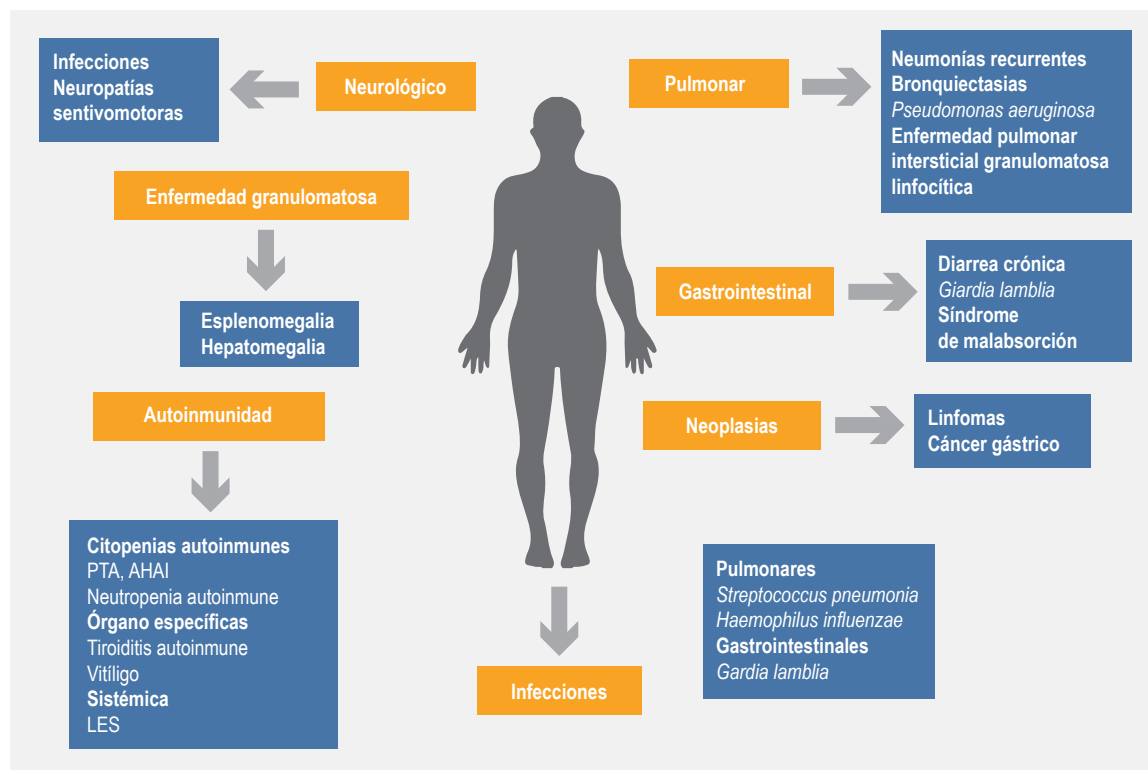 Neurológico
Infecciones
Neuropatías
sentivomotoras
Enfermedad granulomatosa
Esplenomegalia
Hepatomegalia
Autoinmunidad
Citopenias autoinmunes
PTA, AHAI
Neutropenia autoinmune
Órgano específicas
Tiroiditis autoinmune
Vitíligo
Sistémica
LES
Pulmonar
Neumonías recurrentes
Bronquiectasias
Pseudomonas aeruginosa
Enfermedad pulmonar
intersticial granulomatosa
linfocítica
Gastrointestinal
Diarrea crónica
Giardia lamblia
Síndrome
de malabsorción
Neoplasias
Linfomas
Cáncer gástrico
Infecciones
Pulmonares
Streptococcus pneumonia
Haemophilus influenzae
Gastrointestinales
Gardia lamblia